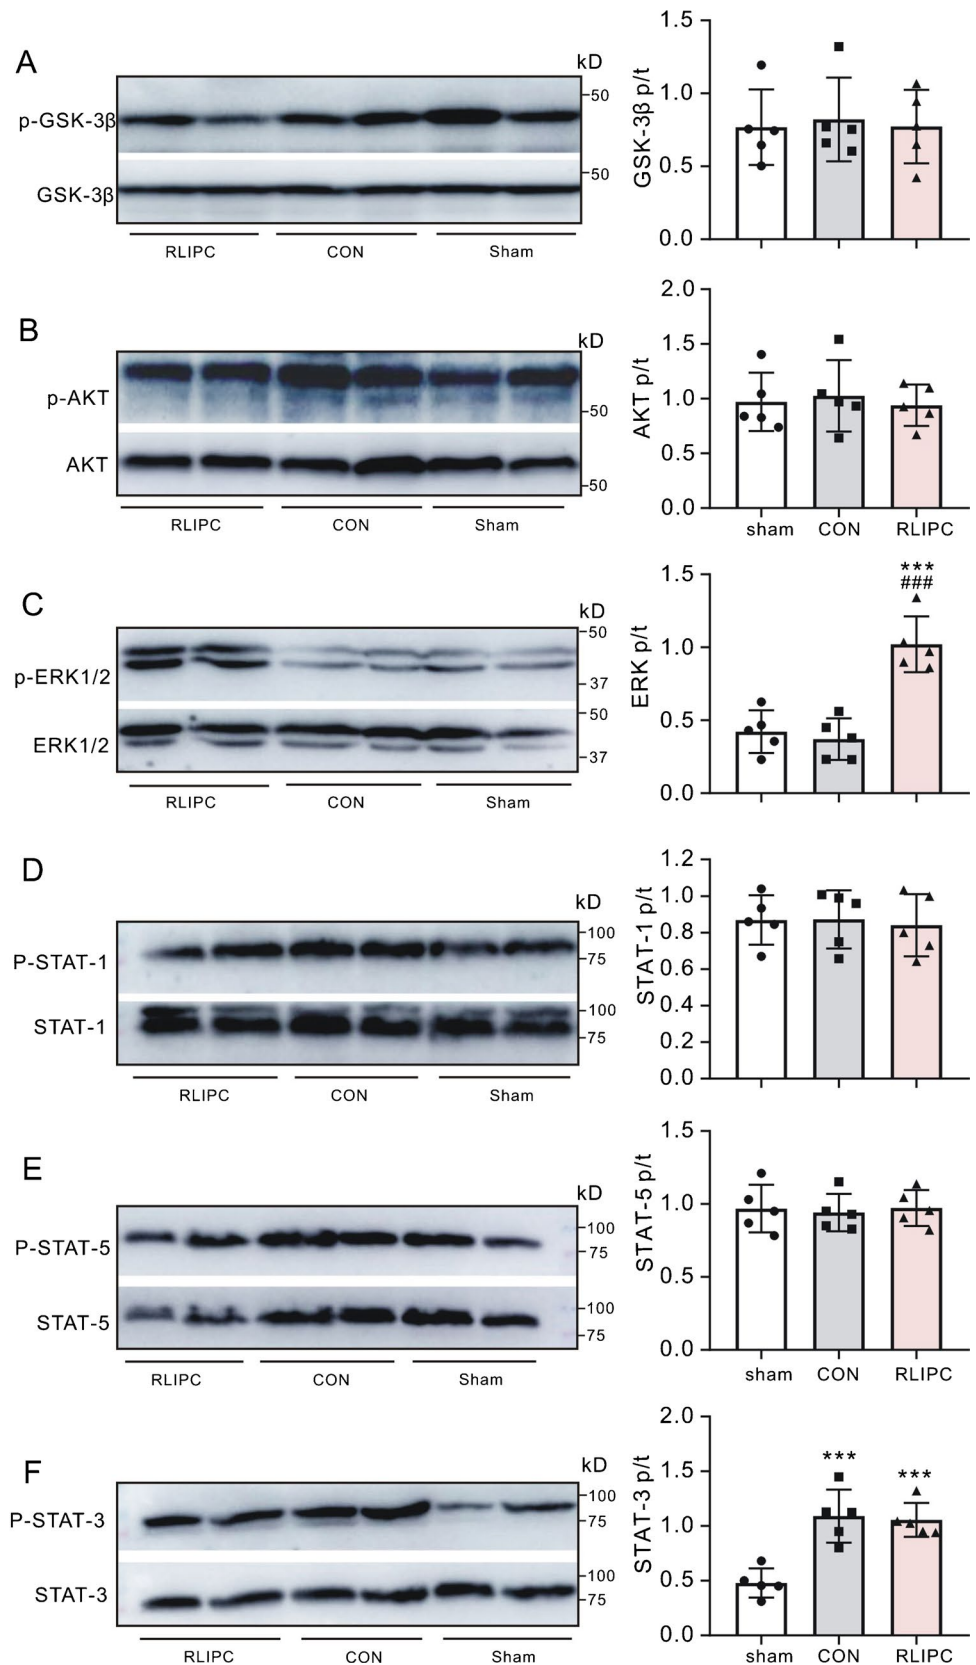 A
kD
p-GSK-3β
50
GSK-3β
50
RLIPC CON Sham
GSK-3β p/t
1.5
1.0
0.5
0.0
B
kD
p-AKT
50
AKT
50
RLIPC CON Sham
AKT p/t
2.0
1.5
1.0
0.5
0.0
sham CON RLIPC
C
kD
p-ERK1/2
50
37
ERK1/2
50
37
RLIPC CON Sham
ERK p/t
1.5
1.0
0.5
0.0
***
###
D
kD
P-STAT-1
100
75
STAT-1
100
75
RLIPC CON Sham
STAT-1 p/t
1.2
1.0
0.8
0.6
0.4
0.2
0.0
E
kD
P-STAT-5
100
75
STAT-5
100
75
RLIPC CON Sham
STAT-5 p/t
1.5
1.0
0.5
0.0
sham CON RLIPC
F
kD
P-STAT-3
100
75
STAT-3
100
75
RLIPC CON Sham
STAT-3 p/t
2.0
1.5
1.0
0.5
0.0
*** ***
sham CON RLIPC